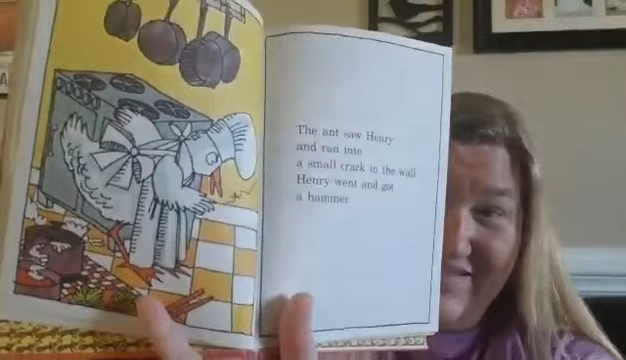 The ant saw Henry
and ran into
a small crack in the wall
Henry went and got
a hammer.